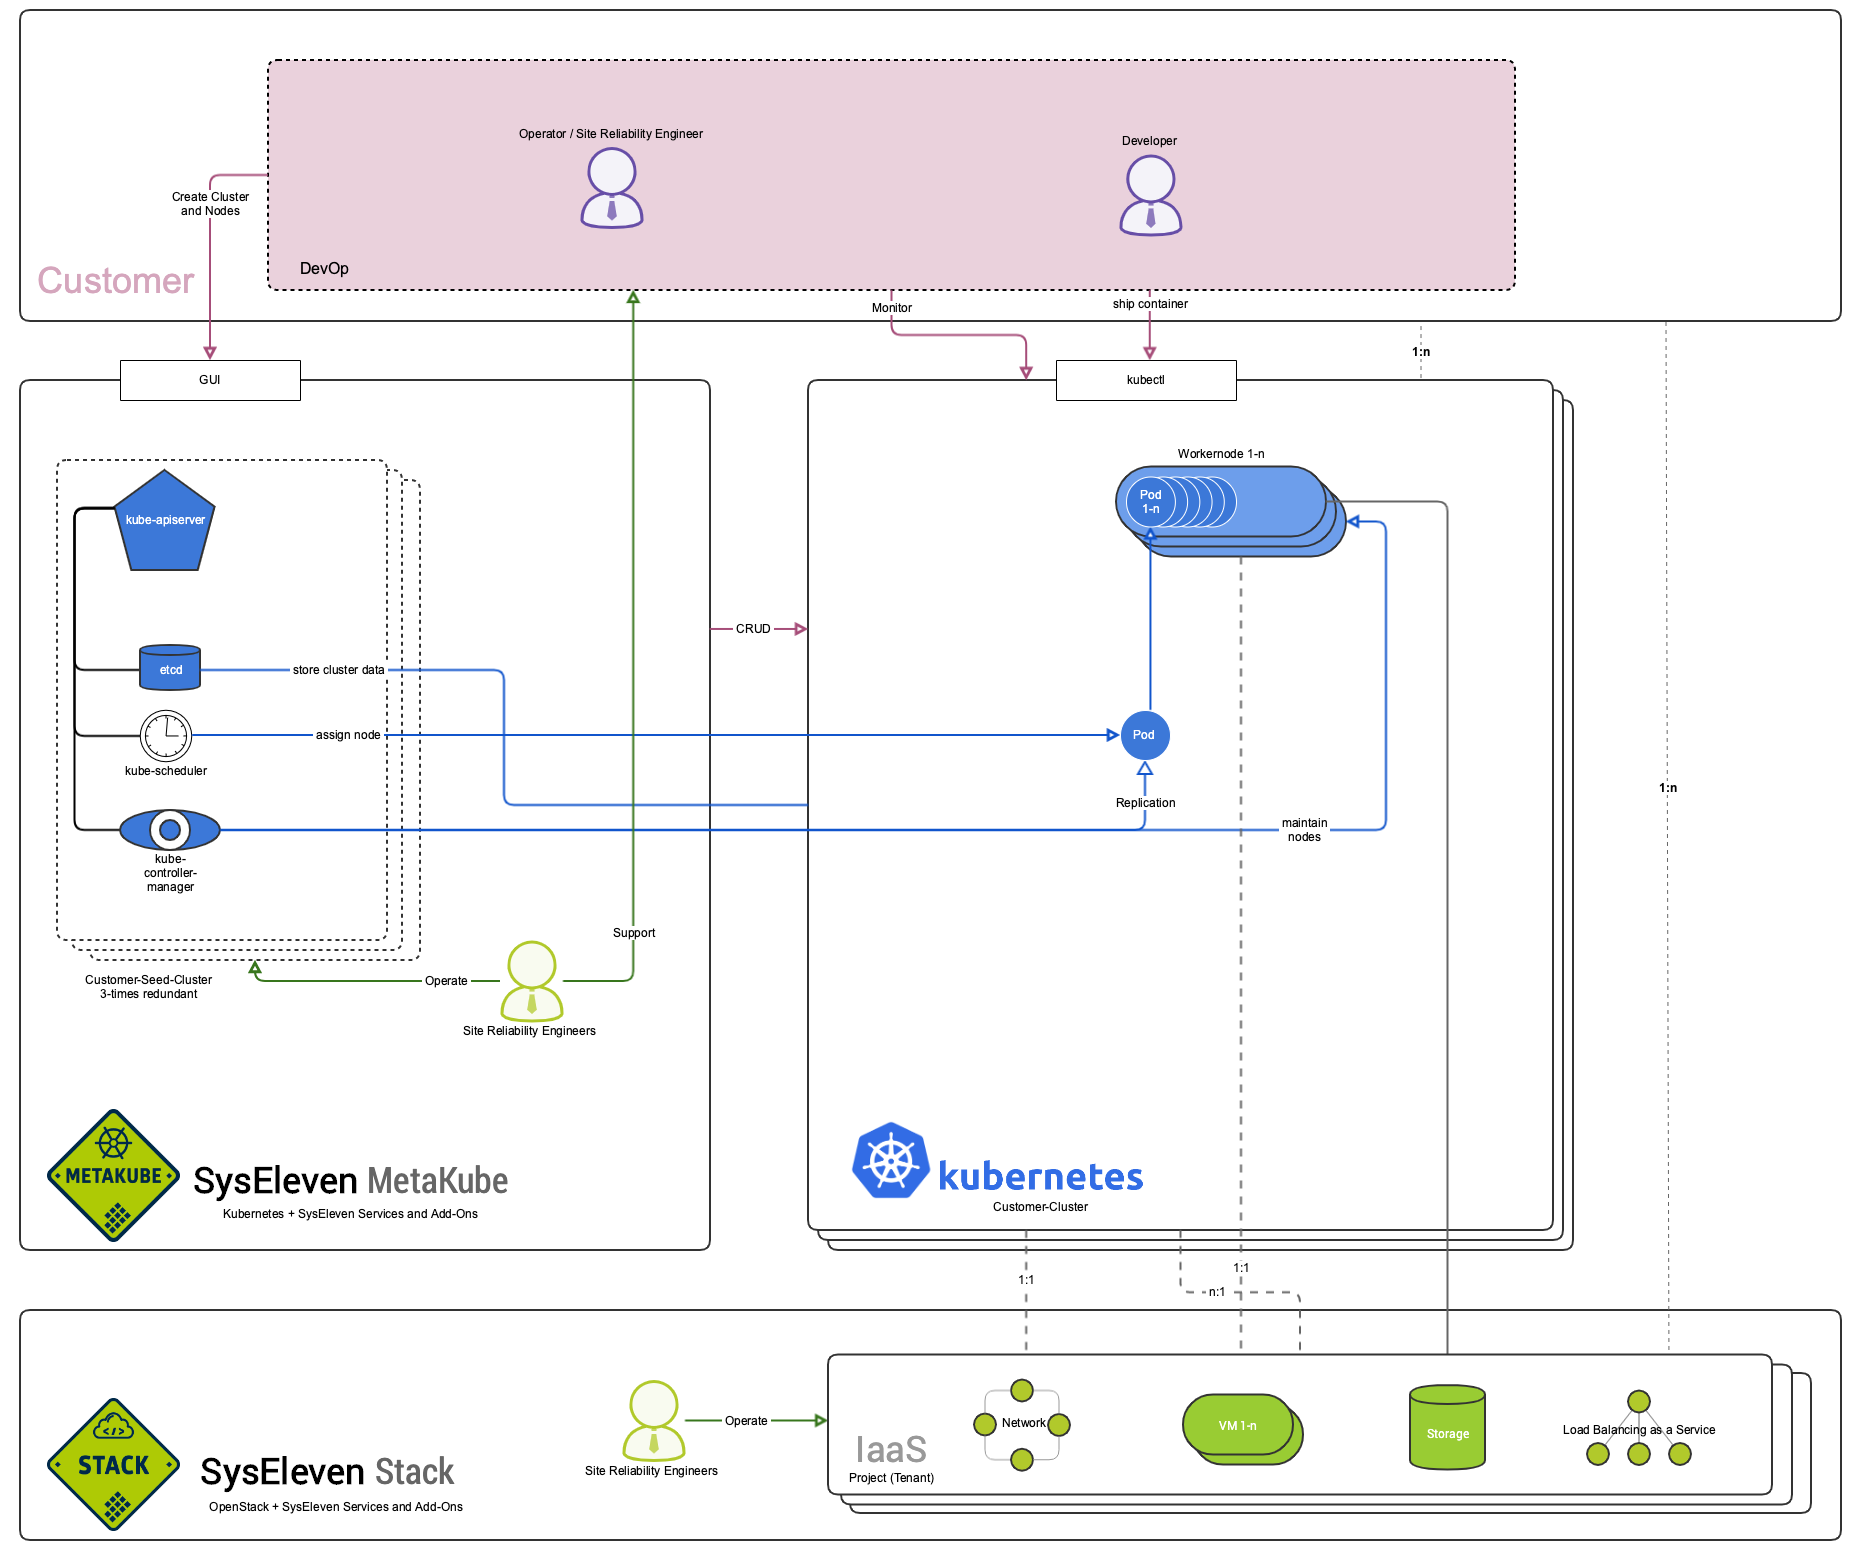 Operator / Site Reliability Engineer
Developer
Create Cluster
and Nodes
DevOp
Customer
Monitor
ship container
1:n
GUI
kubectl
Workernode 1-n
Pod
1-n
kube-apiserver
CRUD
etcd
store cluster data
assign node
Pod
kube-scheduler
1:n
Replication
maintain
nodes
kube-
controller-
manager
Support
Customer-Seed-Cluster
3-times redundant
Operate
Site Reliability Engineers
METAKUBE
SysEleven MetaKube
Kubernetes + SysEleven Services and Add-Ons
kubernetes
Customer-Cluster
1:1
1:1
n:1
Operate
Site Reliability Engineers
STACK
SysEleven Stack
OpenStack + SysEleven Services and Add-Ons
IaaS
Project (Tenant)
Network
VM 1-n
Storage
Load Balancing as a Service